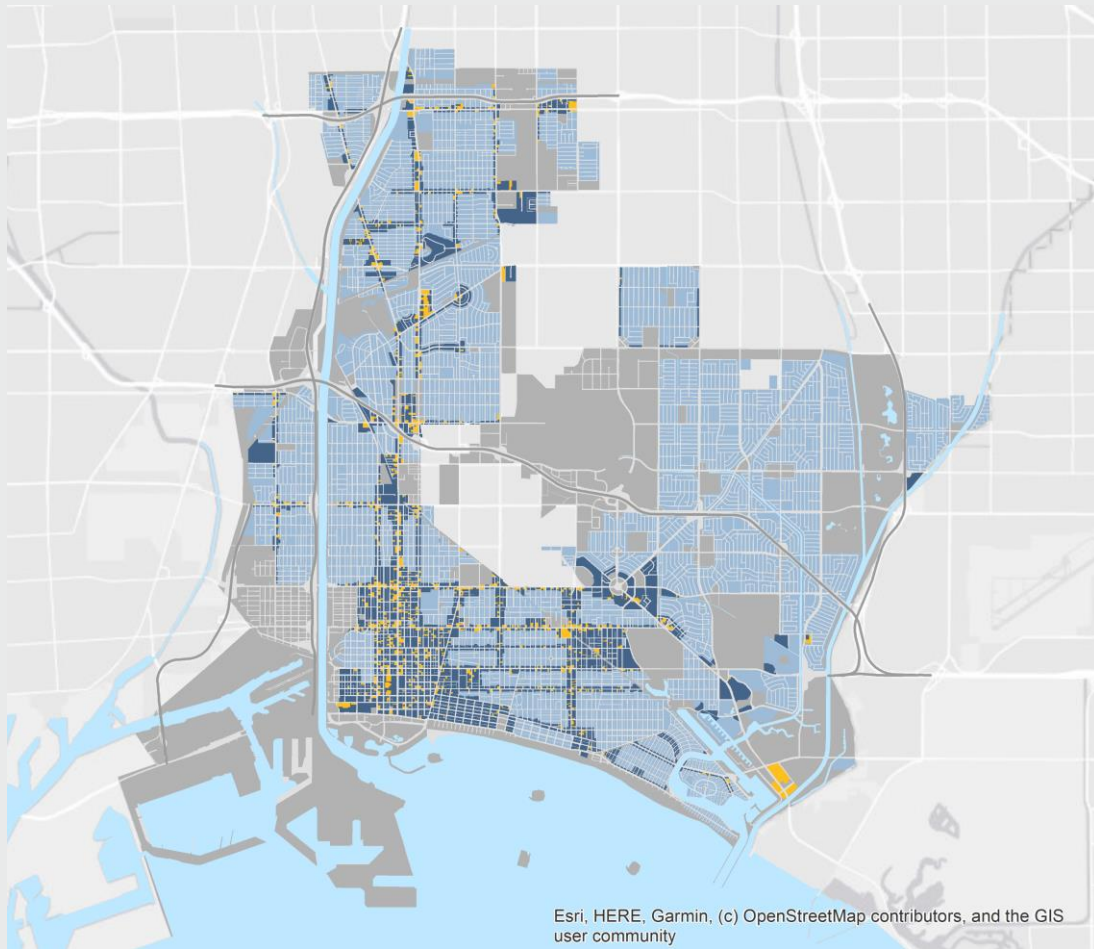 Esri, HERE, Garmin, (c) OpenStreetMap contributors, and the GIS
user community